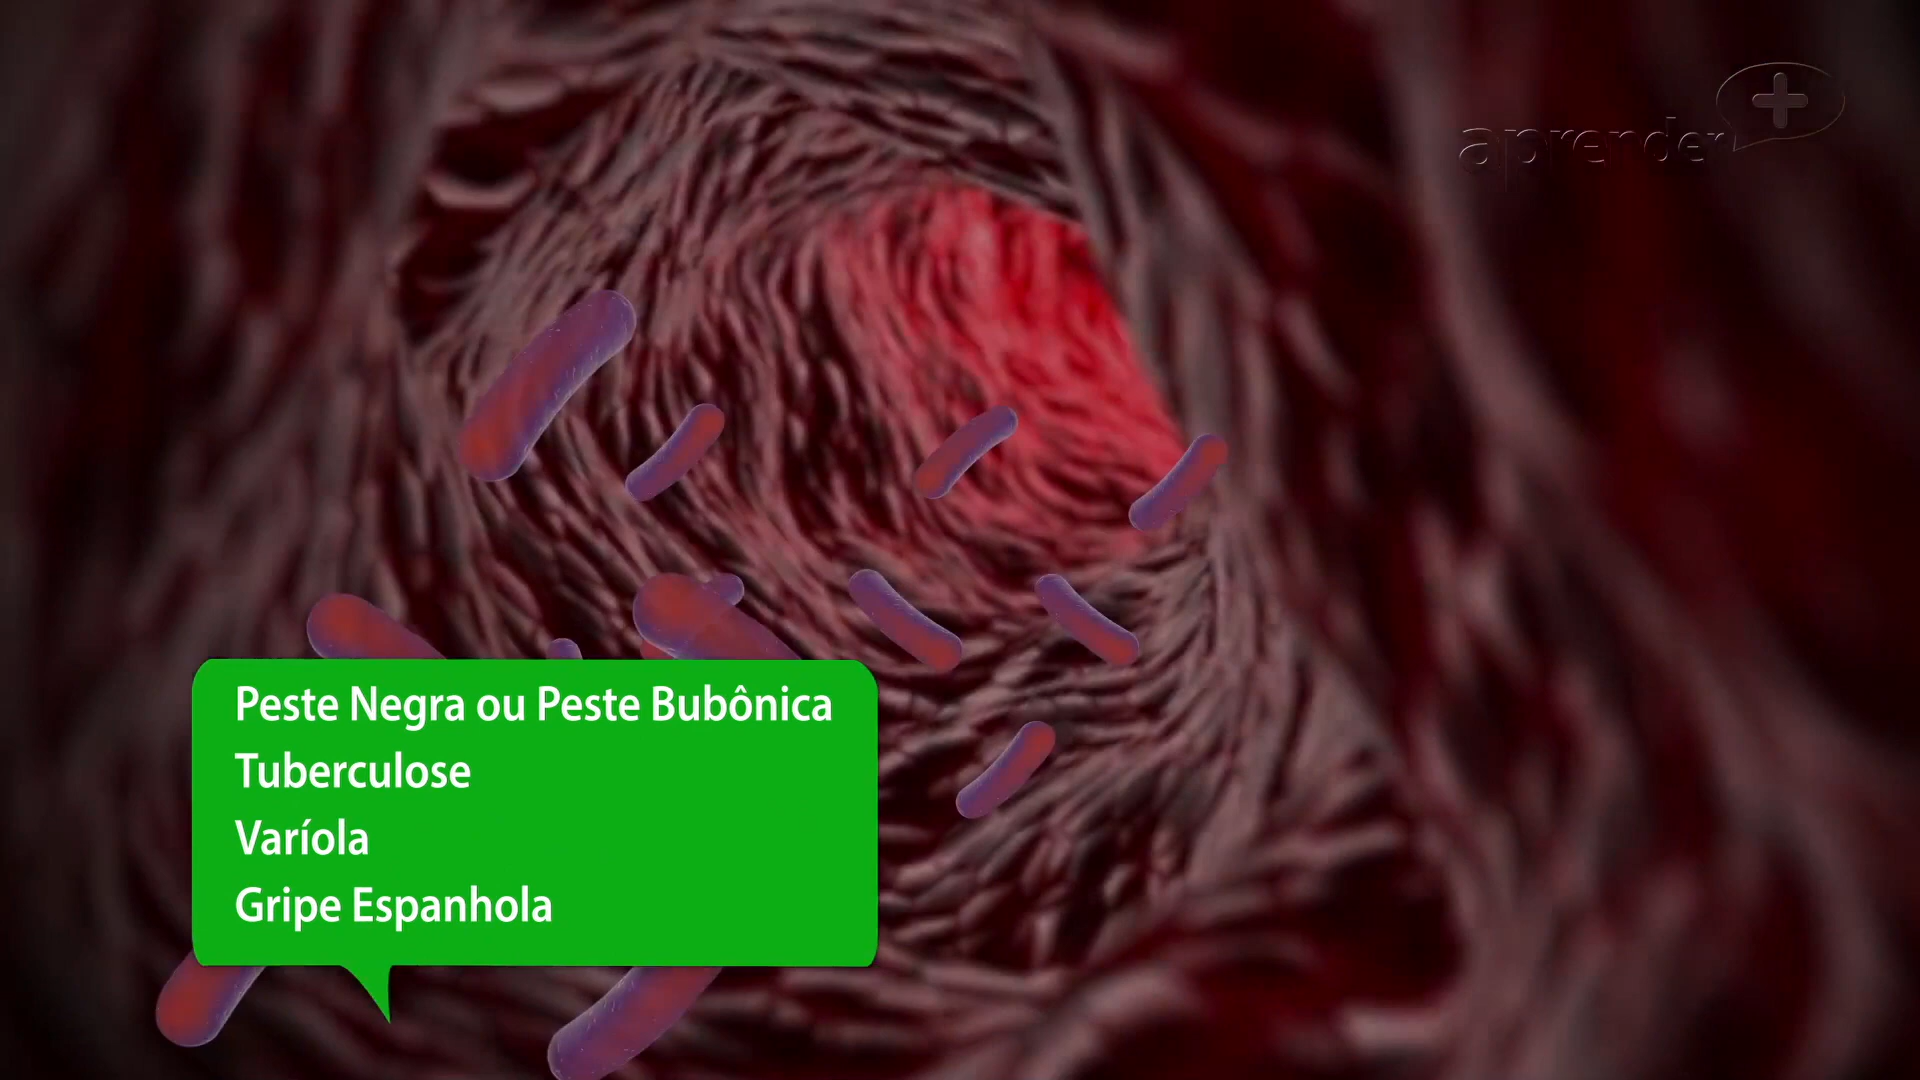 aprender+
Peste Negra ou Peste Bubônica
Tuberculose
Varíola
Gripe Espanhola